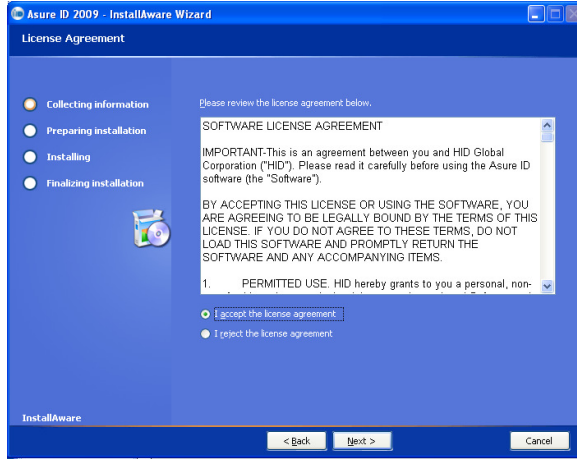 Asure ID 2009 - InstallAware Wizard
License Agreement
Collecting information
Preparing installation
Installing
Finalizing installation
Please review the license agreement below.
SOFTWARE LICENSE AGREEMENT
IMPORTANT-This is an agreement between you and HID Global
Corporation ("HID"). Please read it carefully before using the Asure ID
software (the "Software").
BY ACCEPTING THIS LICENSE OR USING THE SOFTWARE, YOU
ARE AGREEING TO BE LEGALLY BOUND BY THE TERMS OF THIS
LICENSE. IF YOU DO NOT AGREE TO THESE TERMS, DO NOT
LOAD THIS SOFTWARE AND PROMPTLY RETURN THE
SOFTWARE AND ANY ACCOMPANYING ITEMS.
1. PERMITTED USE. HID hereby grants to you a personal, non-
I accept the license agreement
I reject the license agreement
InstallAware
< Back
Next >
Cancel